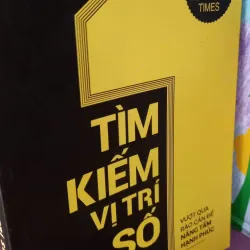 TIMES
TÌM
KIẾM
VỊ TRÍ
SỐ
VƯỢT QUA
RÀO CẢN ĐỂ
NÂNG TẦM
HẠNH PHÚC